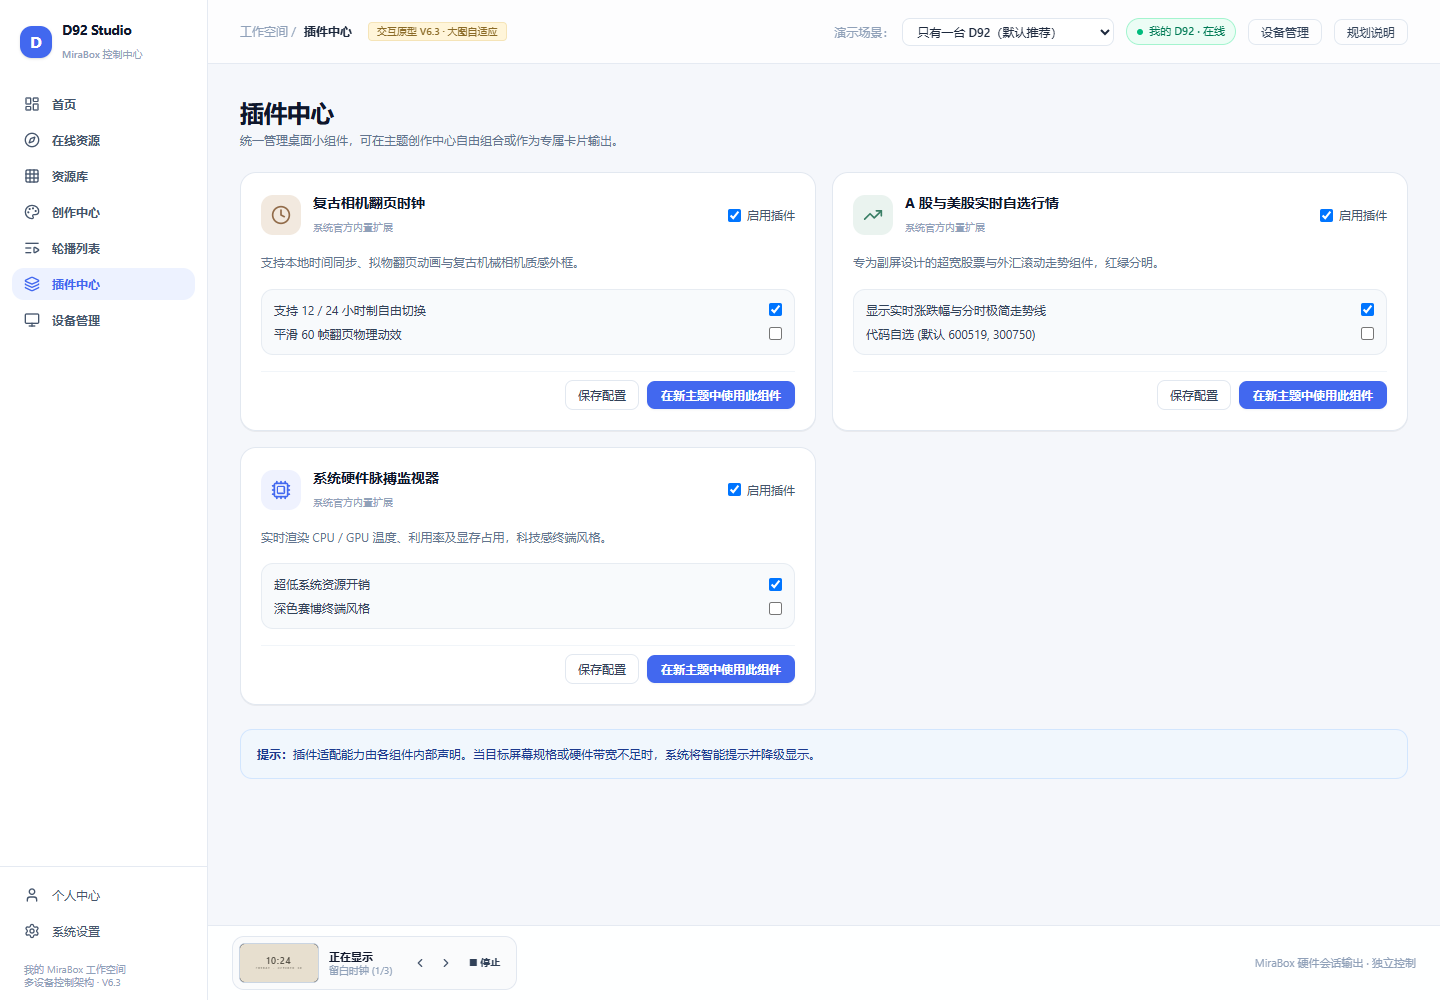 D
D92 Studio
MiraBox 控制中心
首页
在线资源
资源库
创作中心
轮播列表
插件中心
设备管理
个人中心
系统设置
我的 MiraBox 工作空间
多设备控制架构 · V6.3
工作空间 / 插件中心 交互原型 V6.3 · 大图自适应
演示场景： 只有一台 D92（默认推荐） 我的 D92 · 在线 设备管理 规划说明
插件中心
统一管理桌面小组件，可在主题创作中心自由组合或作为专属卡片输出。
复古相机翻页时钟
系统官方内置扩展
启用插件
支持本地时间同步、拟物翻页动画与复古机械相机质感外框。
支持 12 / 24 小时制自由切换
平滑 60 帧翻页物理动效
保存配置 在新主题中使用此组件
A 股与美股实时自选行情
系统官方内置扩展
启用插件
专为副屏设计的超宽股票与外汇滚动走势组件，红绿分明。
显示实时涨跌幅与分时极简走势线
代码自选 (默认 600519, 300750)
保存配置 在新主题中使用此组件
系统硬件脉搏监视器
系统官方内置扩展
启用插件
实时渲染 CPU / GPU 温度、利用率及显存占用，科技感终端风格。
超低系统资源开销
深色赛博终端风格
保存配置 在新主题中使用此组件
提示：插件适配能力由各组件内部声明。当目标屏幕规格或硬件带宽不足时，系统将智能提示并降级显示。
10:24
正在显示
留白时钟 (1/3)
停止
MiraBox 硬件会话输出 · 独立控制